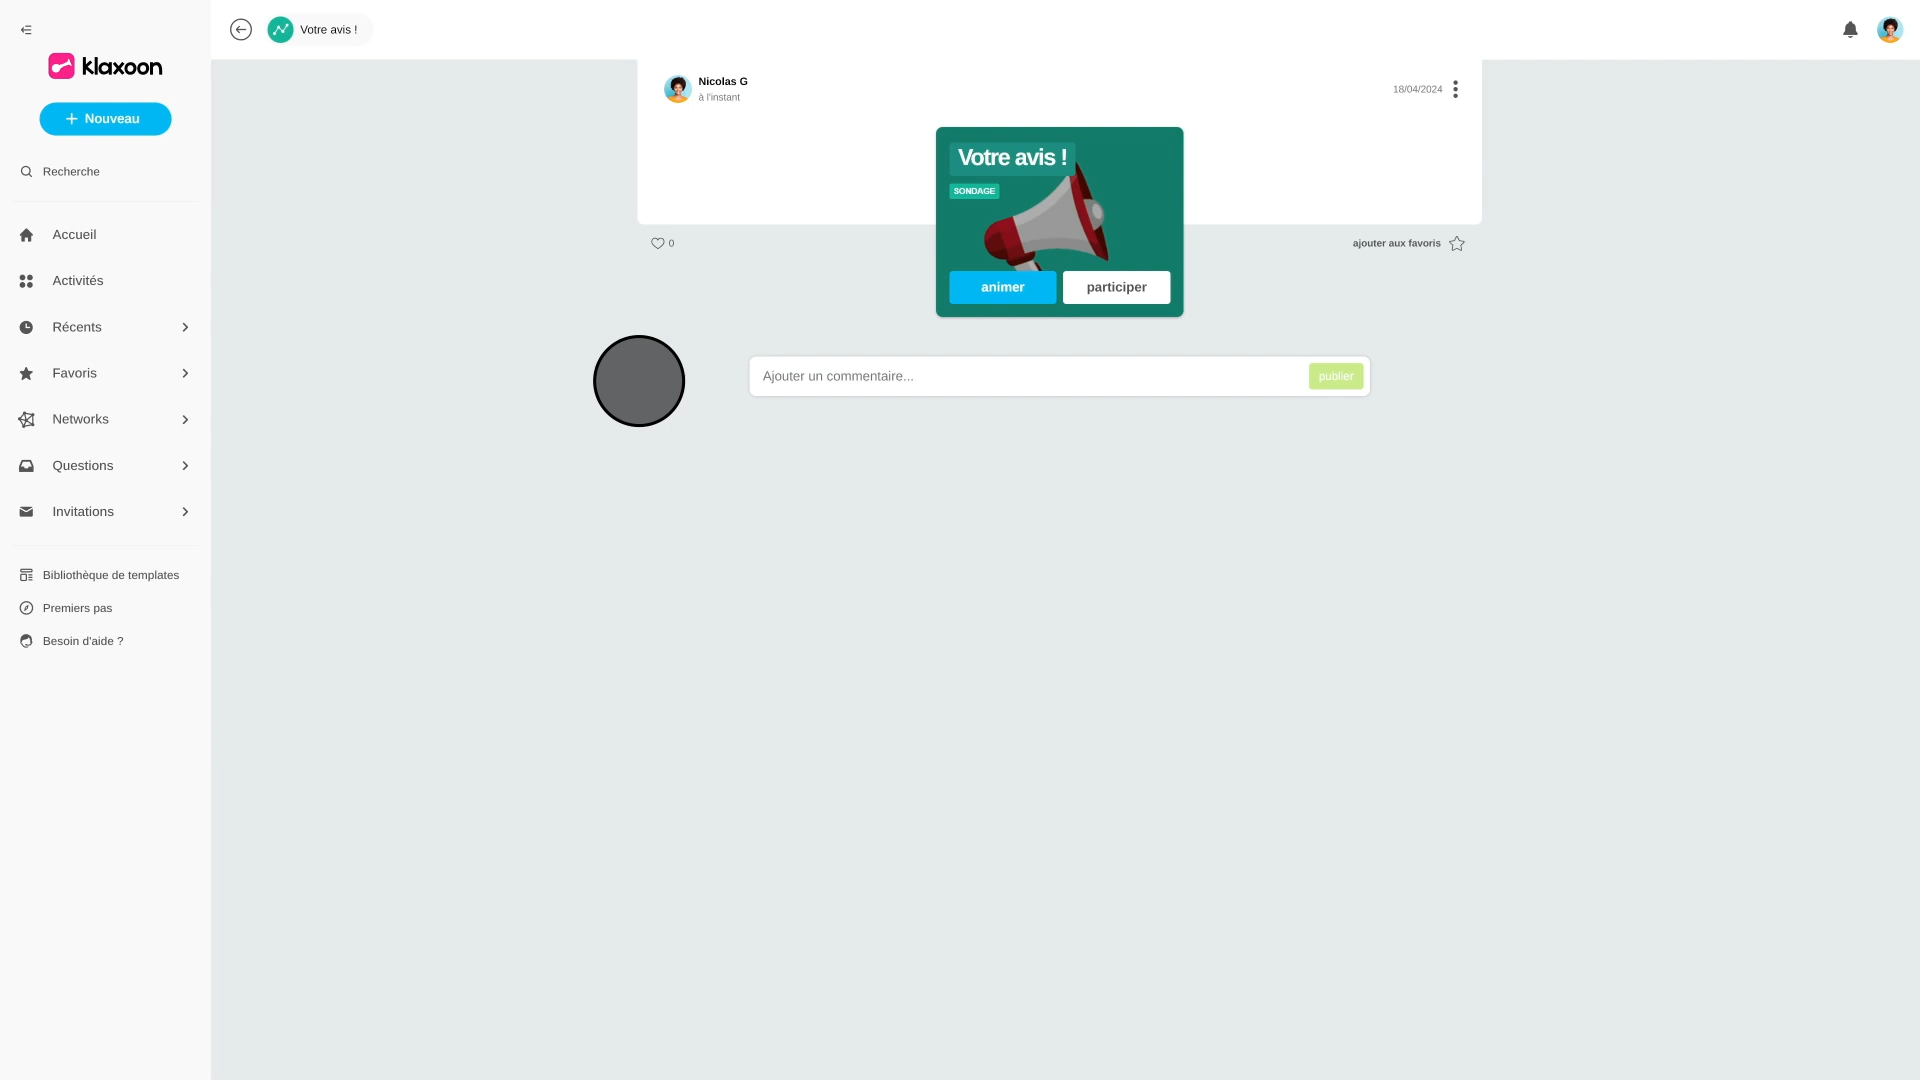 Votre avis !
klaxoon
Nouveau
Recherche
Accueil
Activités
Récents
Favoris
Networks
Questions
Invitations
Bibliothèque de templates
Premiers pas
Besoin d'aide ?
Nicolas G
à l'instant
18/04/2024
Votre avis !
SONDAGE
animer
participer
0
ajouter aux favoris
Ajouter un commentaire...
publier